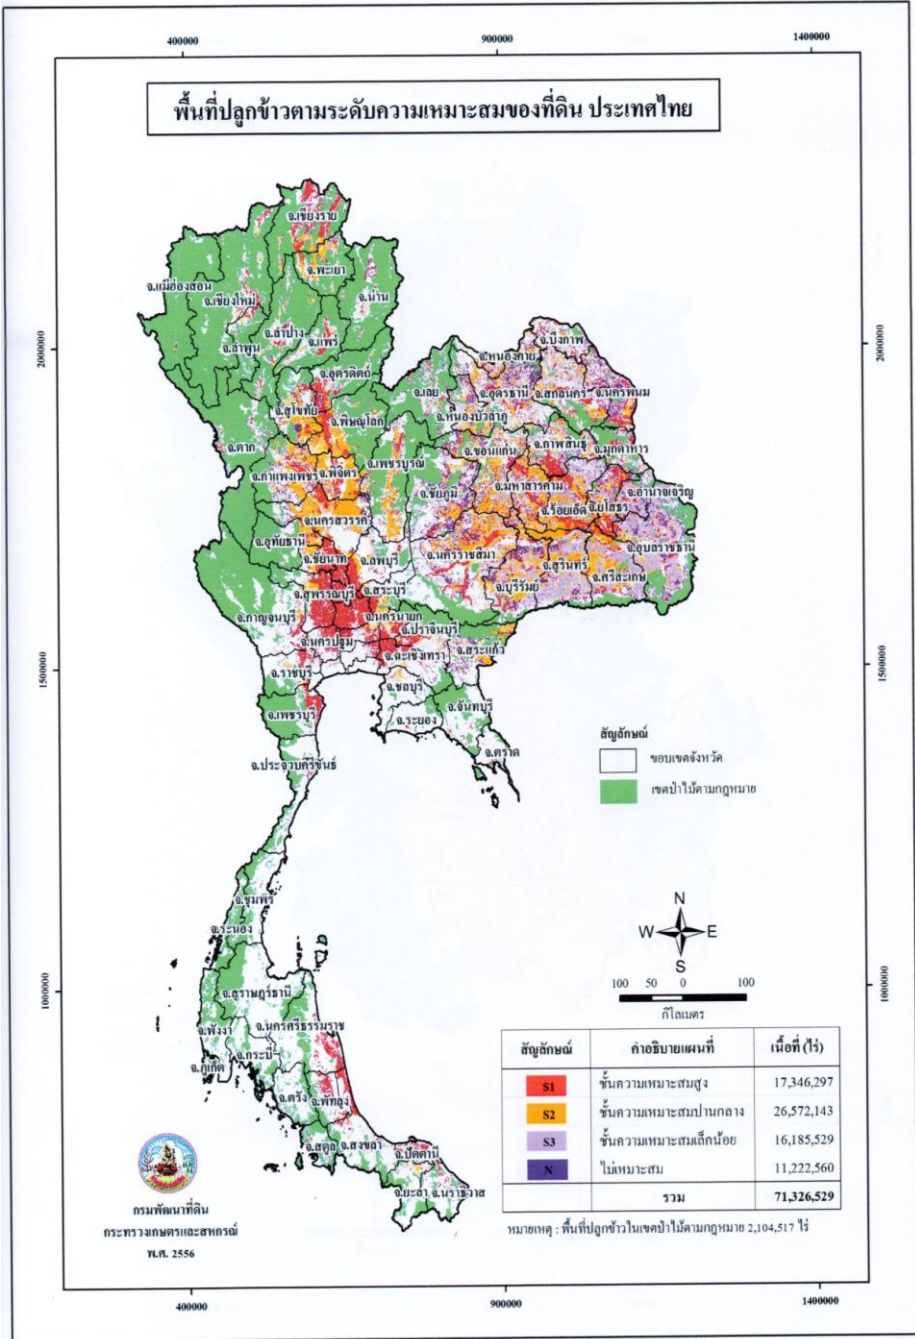 400000
900000
1400000
พื้นที่ปลูกข้าวตามระดับความเหมาะสมของที่ดิน ประเทศไทย
จ.เชียงราย
จ.พะเยา
จ.แม่ฮ่องสอน
จ.เชียงใหม่
จ.น่าน
จ.ลำปาง
จ.ลำพูน
จ.แพร่
2000000
2000000
จ.อุตรดิตถ์
จ.บึงกาฬ
จ.หนองคาย
จ.เลย
จ.อุดรธานี
จ.สกลนคร
จ.นครพนม
จ.สุโขทัย
จ.พิษณุโลก
จ.หนองบัวลำภู
จ.ตาก
จ.เพชรบูรณ์
จ.ขอนแก่น
จ.กาฬสินธุ์
จ.มุกดาหาร
จ.กำแพงเพชร
จ.พิจิตร
จ.ชัยภูมิ
จ.มหาสารคาม
จ.อำนาจเจริญ
จ.ร้อยเอ็ด
จ.ยโสธร
จ.นครสวรรค์
จ.อุทัยธานี
จ.ชัยนาท
จ.ลพบุรี
จ.นครราชสีมา
จ.อุบลราชธานี
จ.สุรินทร์
จ.ศรีสะเกษ
จ.บุรีรัมย์
จ.สุพรรณบุรี
จ.สระบุรี
จ.กาญจนบุรี
จ.นครนายก
จ.ปราจีนบุรี
จ.นครปฐม
จ.ฉะเชิงเทรา
จ.สระแก้ว
1500000
1500000
จ.ราชบุรี
จ.ชลบุรี
จ.เพชรบุรี
จ.ระยอง
จ.จันทบุรี
จ.ตราด
จ.ประจวบคีรีขันธ์
สัญลักษณ์
ขอบเขตจังหวัด
เขตป่าไม้ตามกฎหมาย
จ.ชุมพร
จ.ระนอง
N
W E
S
100 50 0 100
กิโลเมตร
1000000
1000000
จ.สุราษฎร์ธานี
จ.พังงา
จ.นครศรีธรรมราช
จ.กระบี่
จ.ภูเก็ต
จ.ตรัง
จ.พัทลุง
จ.สตูล
จ.สงขลา
จ.ปัตตานี
จ.ยะลา
จ.นราธิวาส
สัญลักษณ์ คำอธิบายแผนที่ เนื้อที่ (ไร่)
S1 ชั้นความเหมาะสมสูง 17,346,297
S2 ชั้นความเหมาะสมปานกลาง 26,572,143
S3 ชั้นความเหมาะสมเล็กน้อย 16,185,529
N ไม่เหมาะสม 11,222,560
รวม 71,326,529
หมายเหตุ : พื้นที่ปลูกข้าวในเขตป่าไม้ตามกฎหมาย 2,104,517 ไร่
กรมพัฒนาที่ดิน
กระทรวงเกษตรและสหกรณ์
พ.ศ. 2556
400000
900000
1400000